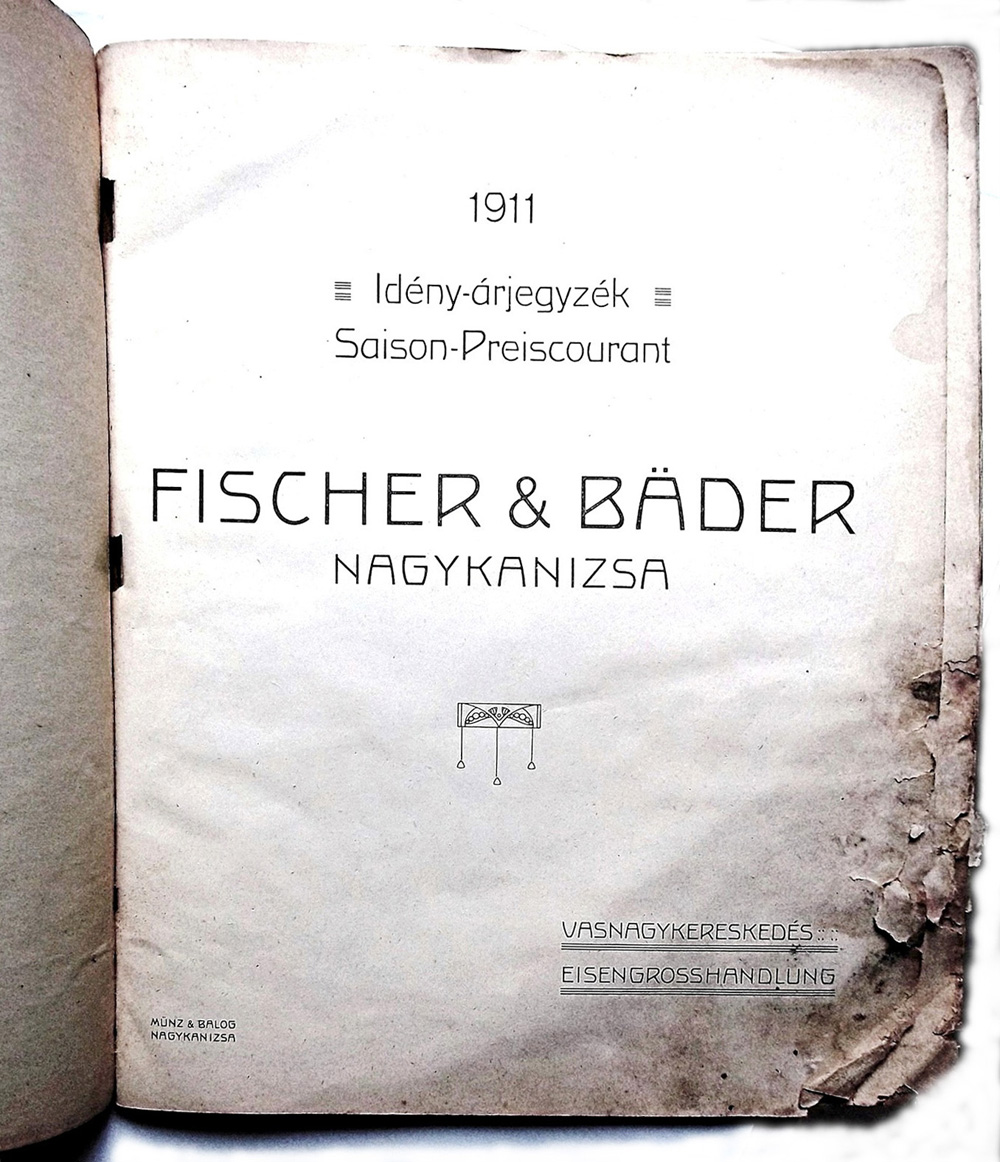 1911
Idény-árjegyzék
Saison-Preiscourant
FISCHER & BÄDER
NAGYKANIZSA
VASNAGYKERESKEDÉS :: ::
EISENGROSSHANDLUNG
MÜNZ & BALOG
NAGYKANIZSA